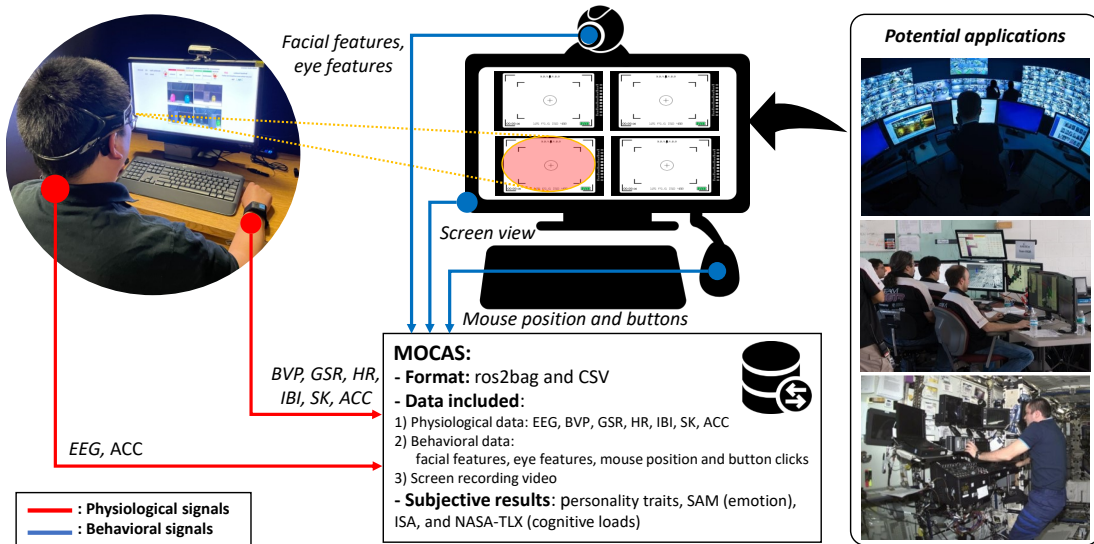 Facial features,
eye features
Potential applications
Screen view
Mouse position and buttons
BVP, GSR, HR,
IBI, SK, ACC
EEG, ACC
MOCAS:
- Format: ros2bag and CSV
- Data included:
1) Physiological data: EEG, BVP, GSR, HR, IBI, SK, ACC
2) Behavioral data:
facial features, eye features, mouse position and button clicks
3) Screen recording video
- Subjective results: personality traits, SAM (emotion),
ISA, and NASA-TLX (cognitive loads)
: Physiological signals
: Behavioral signals